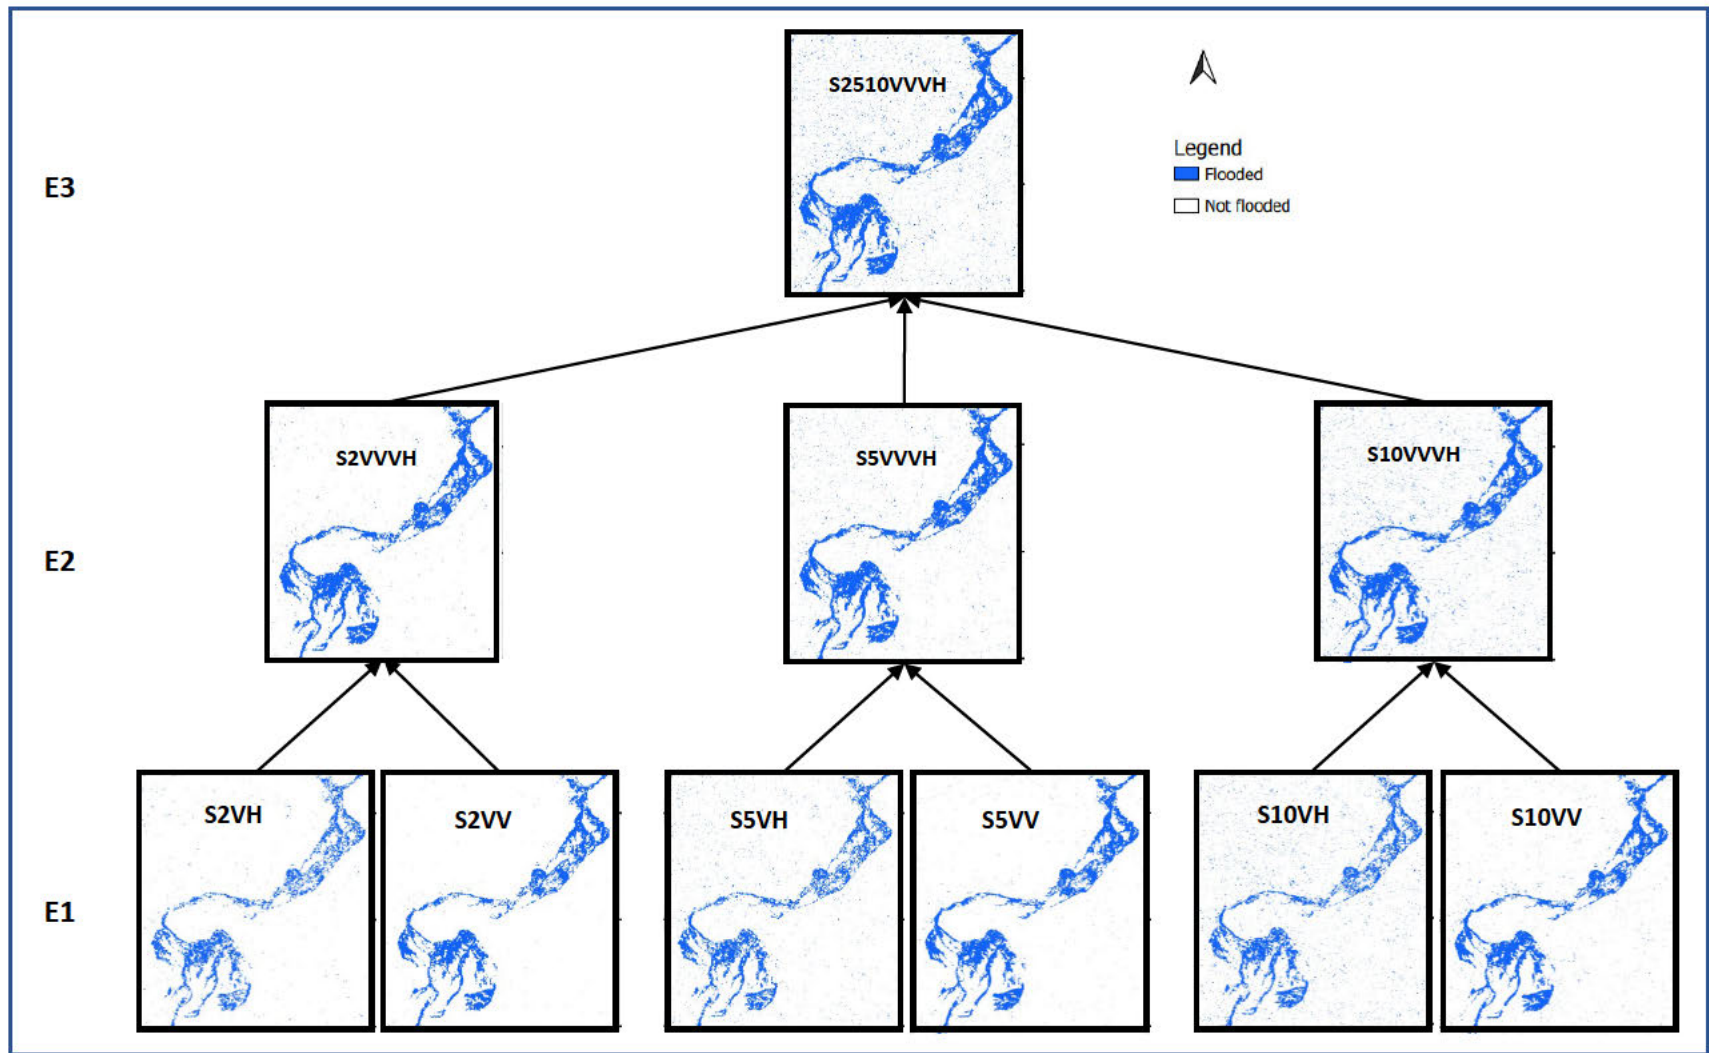 S2510VVVH
Legend
Flooded
Not flooded
E3
S2VVVH
S5VVVH
S10VVVH
E2
S2VH
S2VV
S5VH
S5VV
S10VH
S10VV
E1